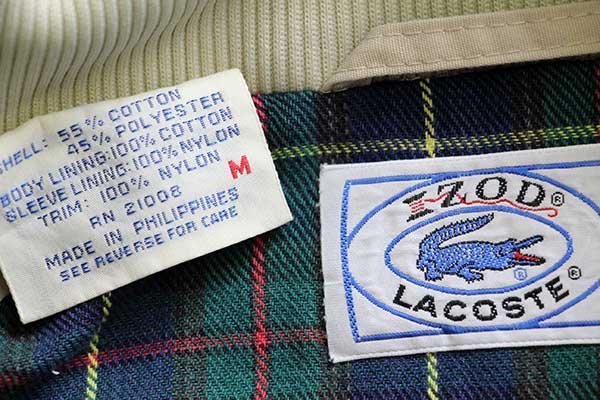 SHELL: 55% COTTON
45% POLYESTER
BODY LINING:100% COTTON
SLEEVE LINING:100% NYLON
TRIM: 100% NYLON
RN 21008
MADE IN PHILIPPINES
SEE REVERSE FOR CARE
M
IZOD®
®
LACOSTE®